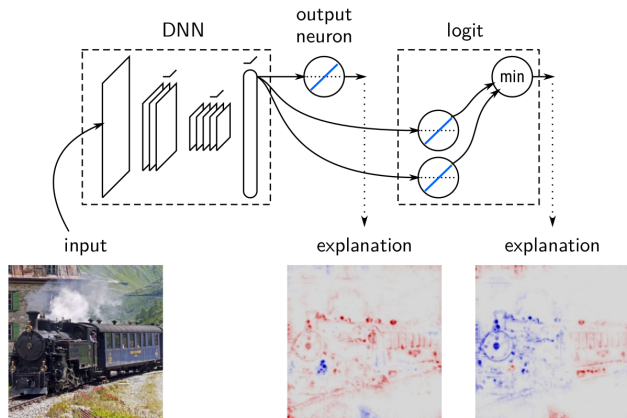 DNN
output
neuron
logit
min
input
explanation
explanation